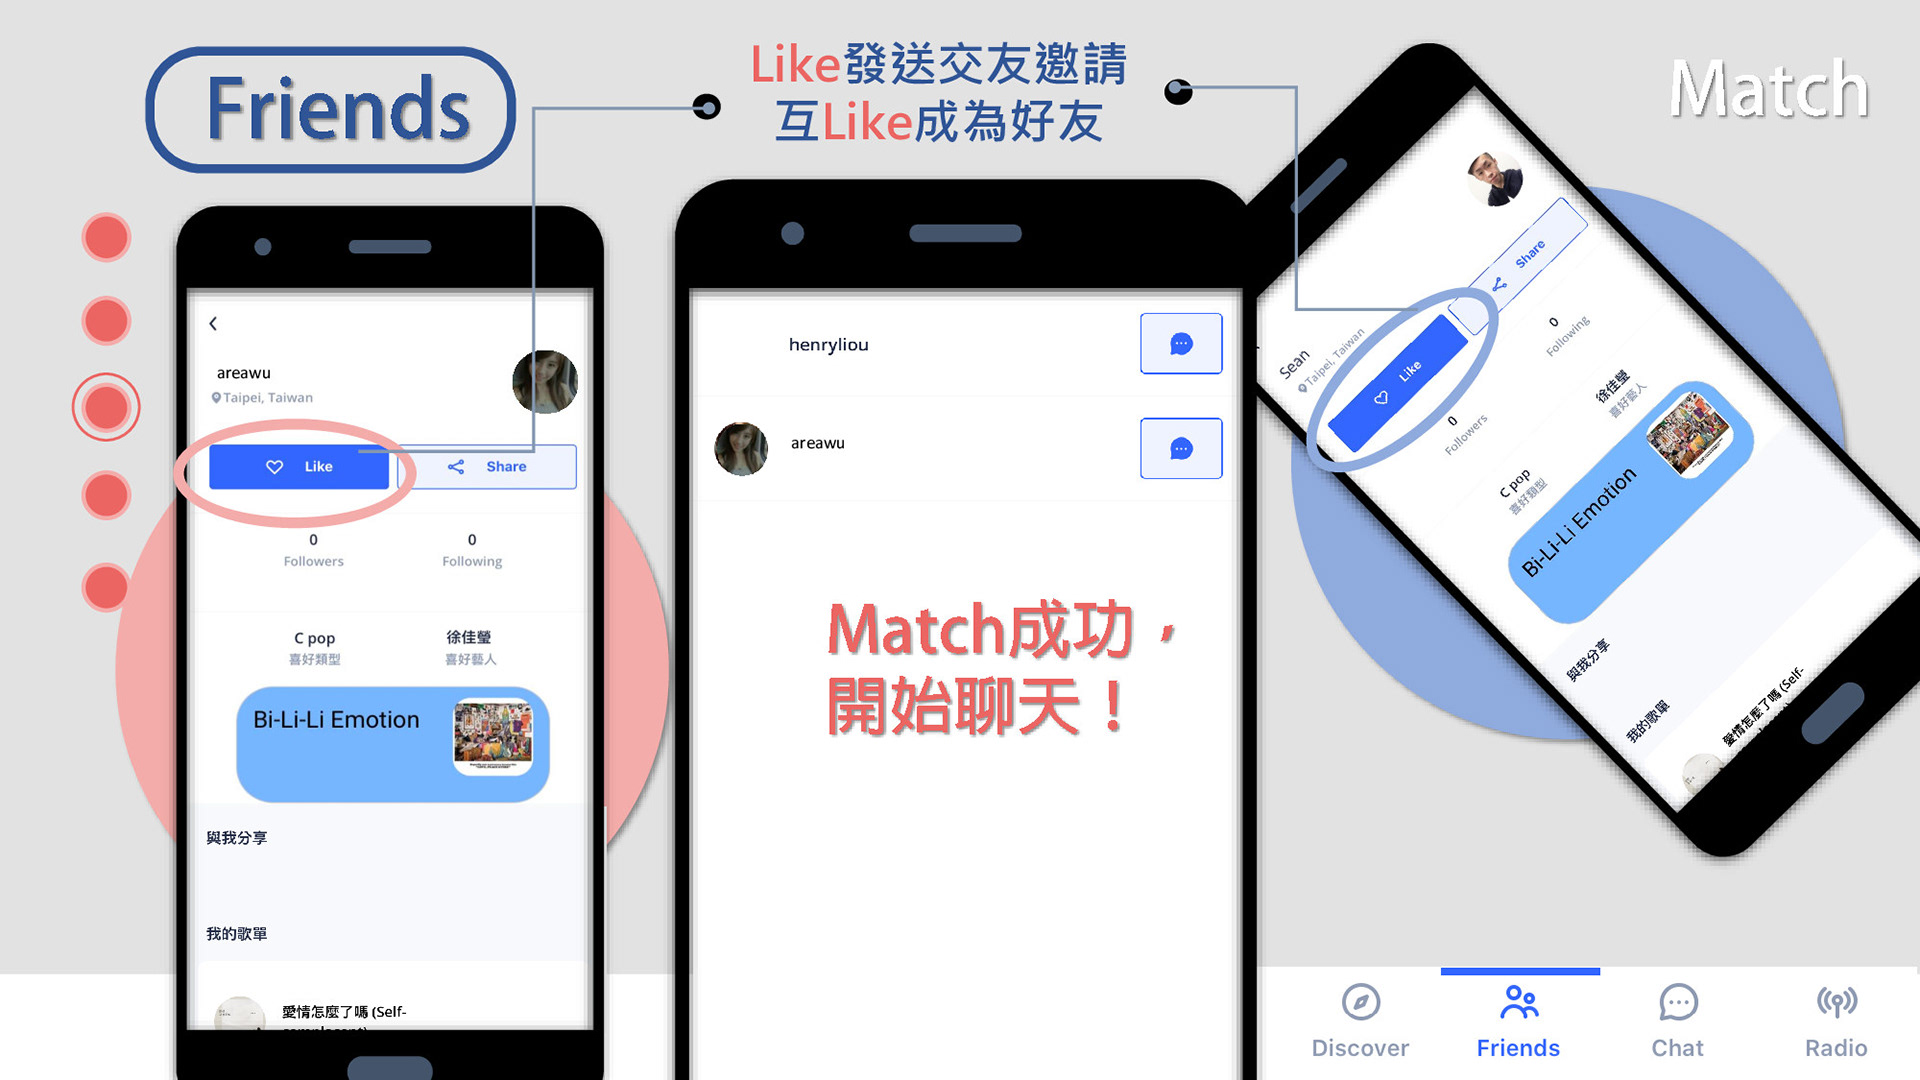 Friends
Like發送交友邀請
互Like成為好友
Match
areawu
Taipei, Taiwan
Like
Share
0
Followers
0
Following
C pop
喜好類型
徐佳瑩
喜好藝人
Bi-Li-Li Emotion
與我分享
我的歌單
愛情怎麼了嗎 (Self-
henryliou
areawu
Match成功，
開始聊天！
Sean
Taipei, Taiwan
Like
Share
0
Followers
0
Following
C pop
喜好類型
徐佳瑩
喜好藝人
Bi-Li-Li Emotion
與我分享
我的歌單
愛情怎麼了嗎 (Self-
Discover
Friends
Chat
Radio